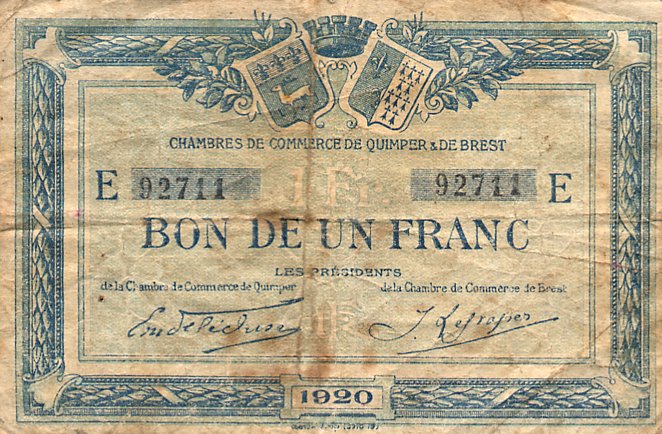 CHAMBRES DE COMMERCE DE QUIMPER & DE BREST
E 92711 92711 E
BON DE UN FRANC
LES PRÉSIDENTS
de la Chambre de Commerce de Quimper de la Chambre de Commerce de Brest
1920